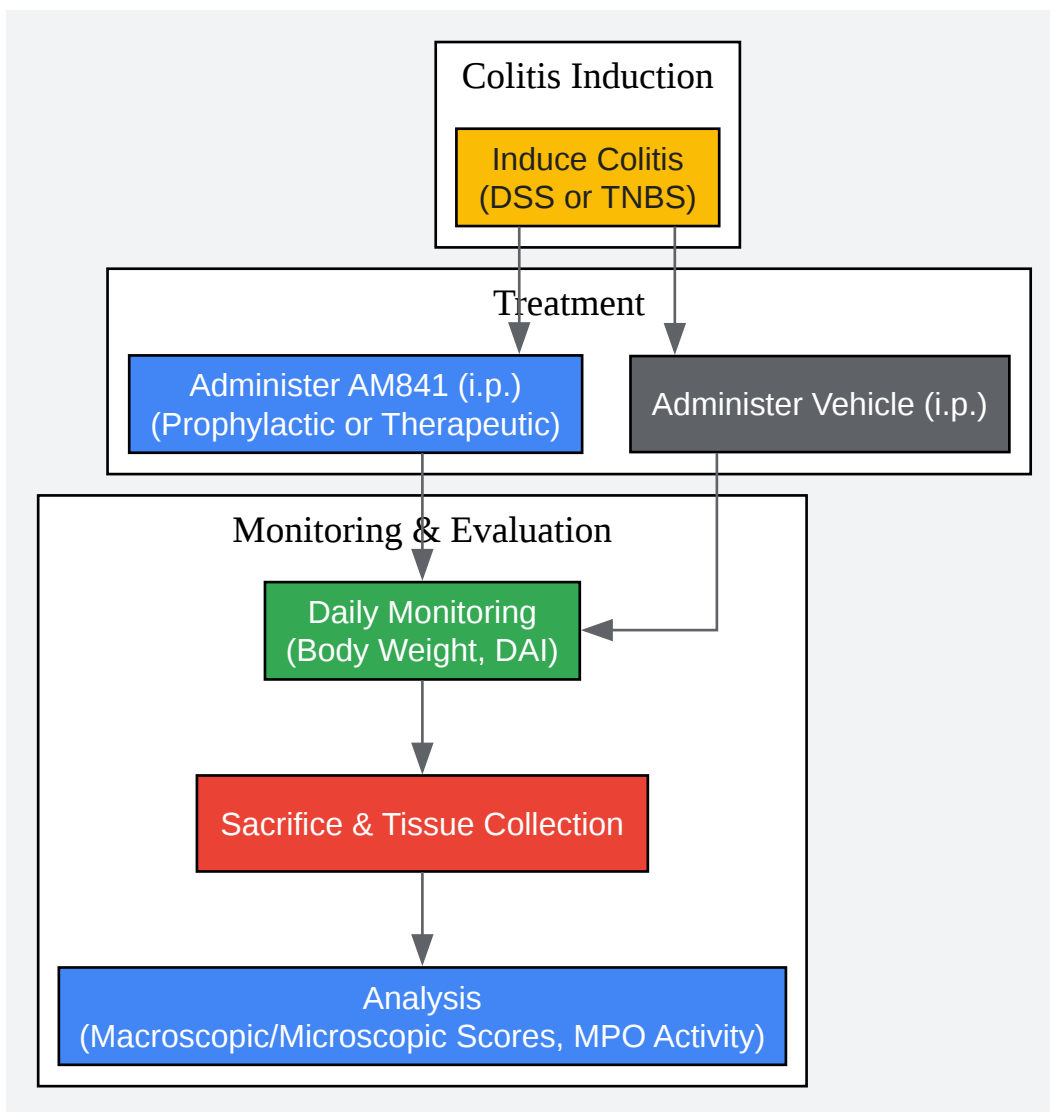 Colitis Induction
Induce Colitis
(DSS or TNBS)
Treatment
Administer AM841 (i.p.)
(Prophylactic or Therapeutic)
Administer Vehicle (i.p.)
Monitoring & Evaluation
Daily Monitoring
(Body Weight, DAI)
Sacrifice & Tissue Collection
Analysis
(Macroscopic/Microscopic Scores, MPO Activity)